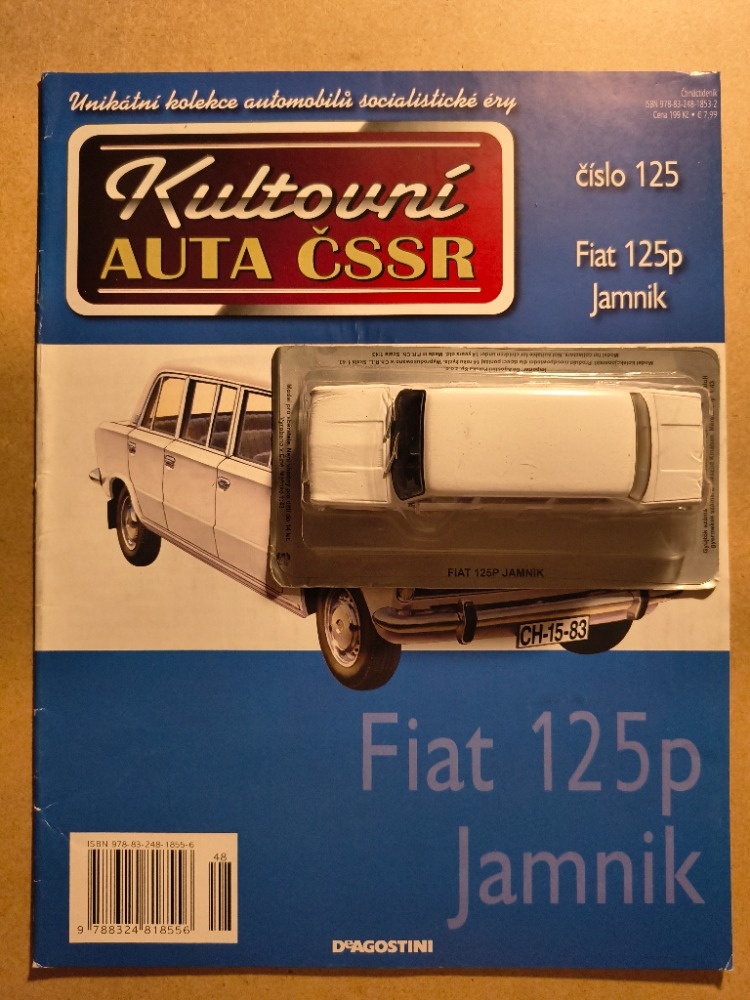 Unikátní kolekce automobilů socialistické éry
Čtrnáctideník
ISBN 978-83-248-1853-2
Cena 199 Kč • € 7,99
Kultovní
AUTA ČSSR
číslo 125
Fiat 125p
Jamnik
FIAT 125P JAMNIK
CH-15-83
Fiat 125p
Jamnik
ISBN 978-83-248-1855-6
48
9 788324 818556
DeAGOSTINI